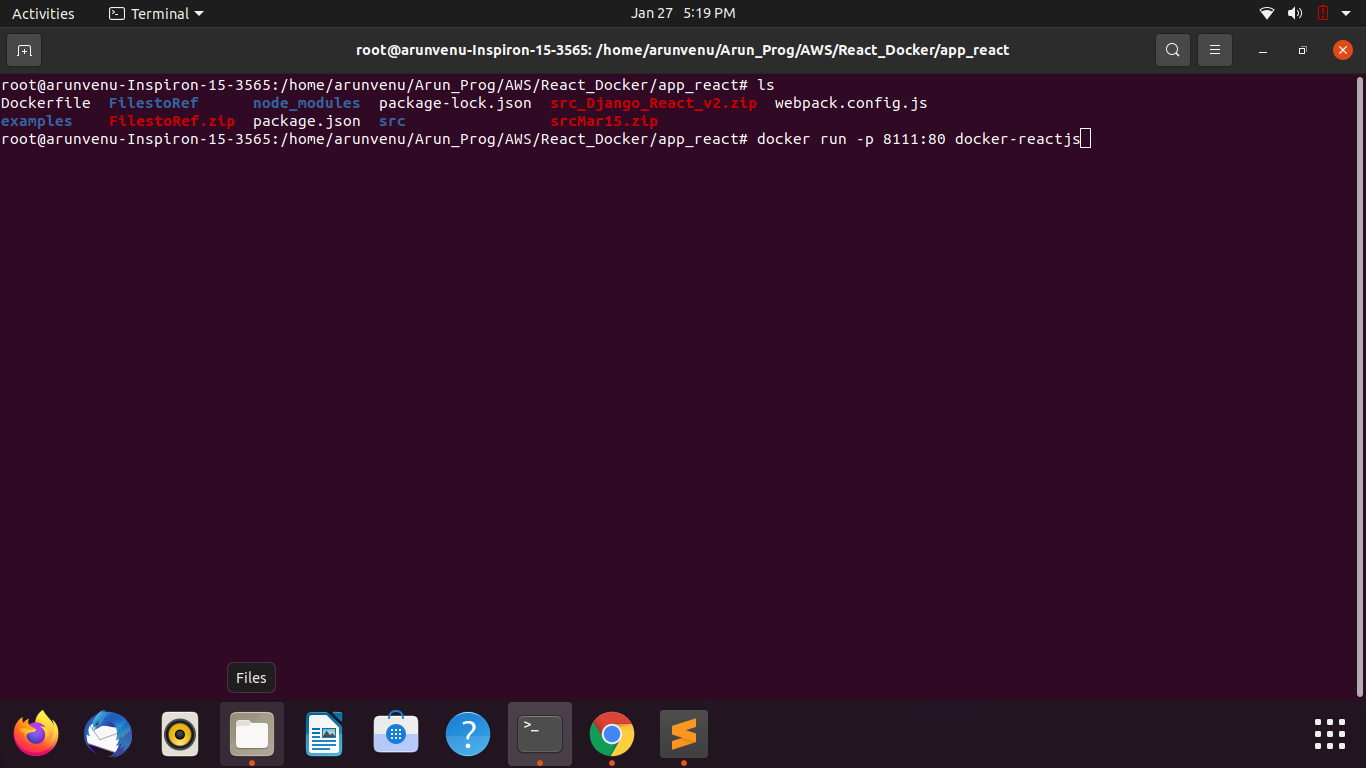 Activities Terminal Jan 27 5:19 PM
root@arunvenu-Inspiron-15-3565: /home/arunvenu/Arun_Prog/AWS/React_Docker/app_react
root@arunvenu-Inspiron-15-3565:/home/arunvenu/Arun_Prog/AWS/React_Docker/app_react# ls
Dockerfile FilestoRef node_modules package-lock.json src_Django_React_v2.zip webpack.config.js
examples FilestoRef.zip package.json src srcMar15.zip
root@arunvenu-Inspiron-15-3565:/home/arunvenu/Arun_Prog/AWS/React_Docker/app_react# docker run -p 8111:80 docker-reactjs
Files